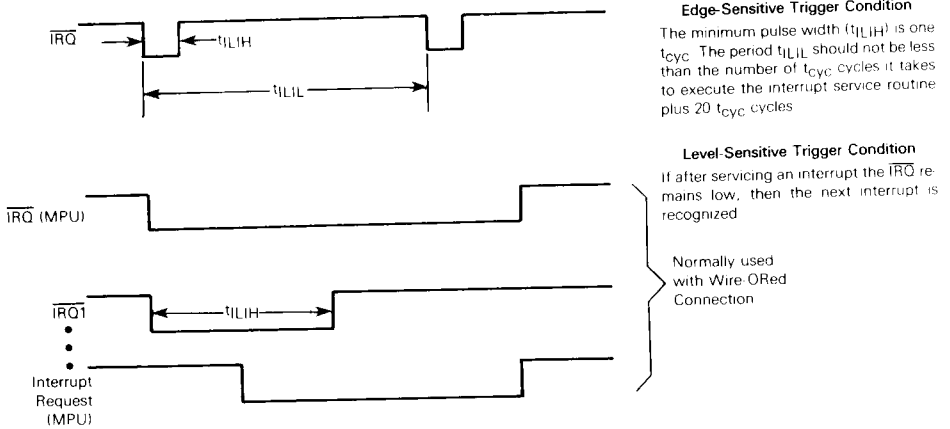 Edge-Sensitive Trigger Condition
The minimum pulse width (tILIH) is one
tcyc. The period tILIL should not be less
than the number of tcyc cycles it takes
to execute the interrupt service routine
plus 20 tcyc cycles
IRQ
tILIH
tILIL
Level-Sensitive Trigger Condition
If after servicing an interrupt the IRQ re-
mains low, then the next interrupt is
recognized
IRQ (MPU)
Normally used
with Wire-ORed
Connection
IRQ1
tILIH
Interrupt
Request
(MPU)